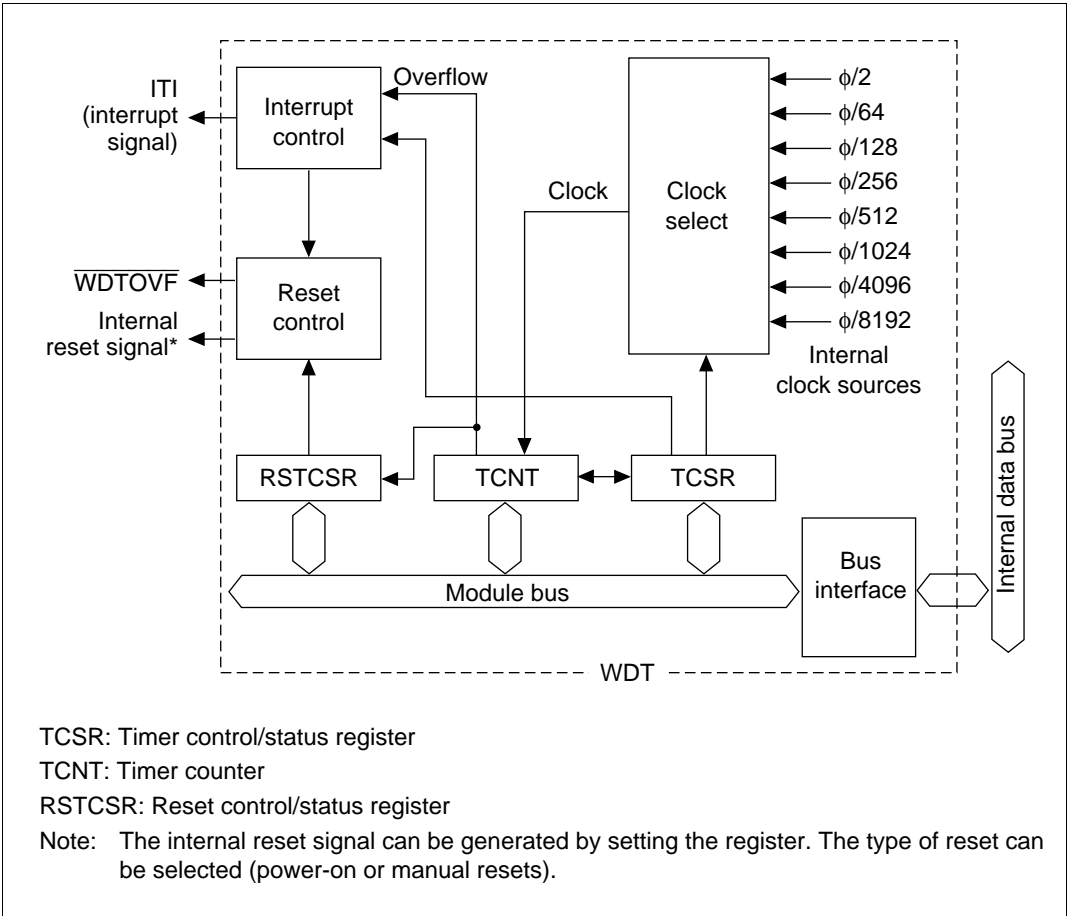 ITI
(interrupt
signal)
Interrupt
control
Overflow
Clock
Clock
select
ϕ/2
ϕ/64
ϕ/128
ϕ/256
ϕ/512
ϕ/1024
ϕ/4096
ϕ/8192
Internal
clock sources
W̅D̅T̅O̅V̅F̅
Internal
reset signal*
Reset
control
RSTCSR
TCNT
TCSR
Module bus
Bus
interface
Internal data bus
WDT
TCSR: Timer control/status register
TCNT: Timer counter
RSTCSR: Reset control/status register
Note: The internal reset signal can be generated by setting the register. The type of reset can
be selected (power-on or manual resets).